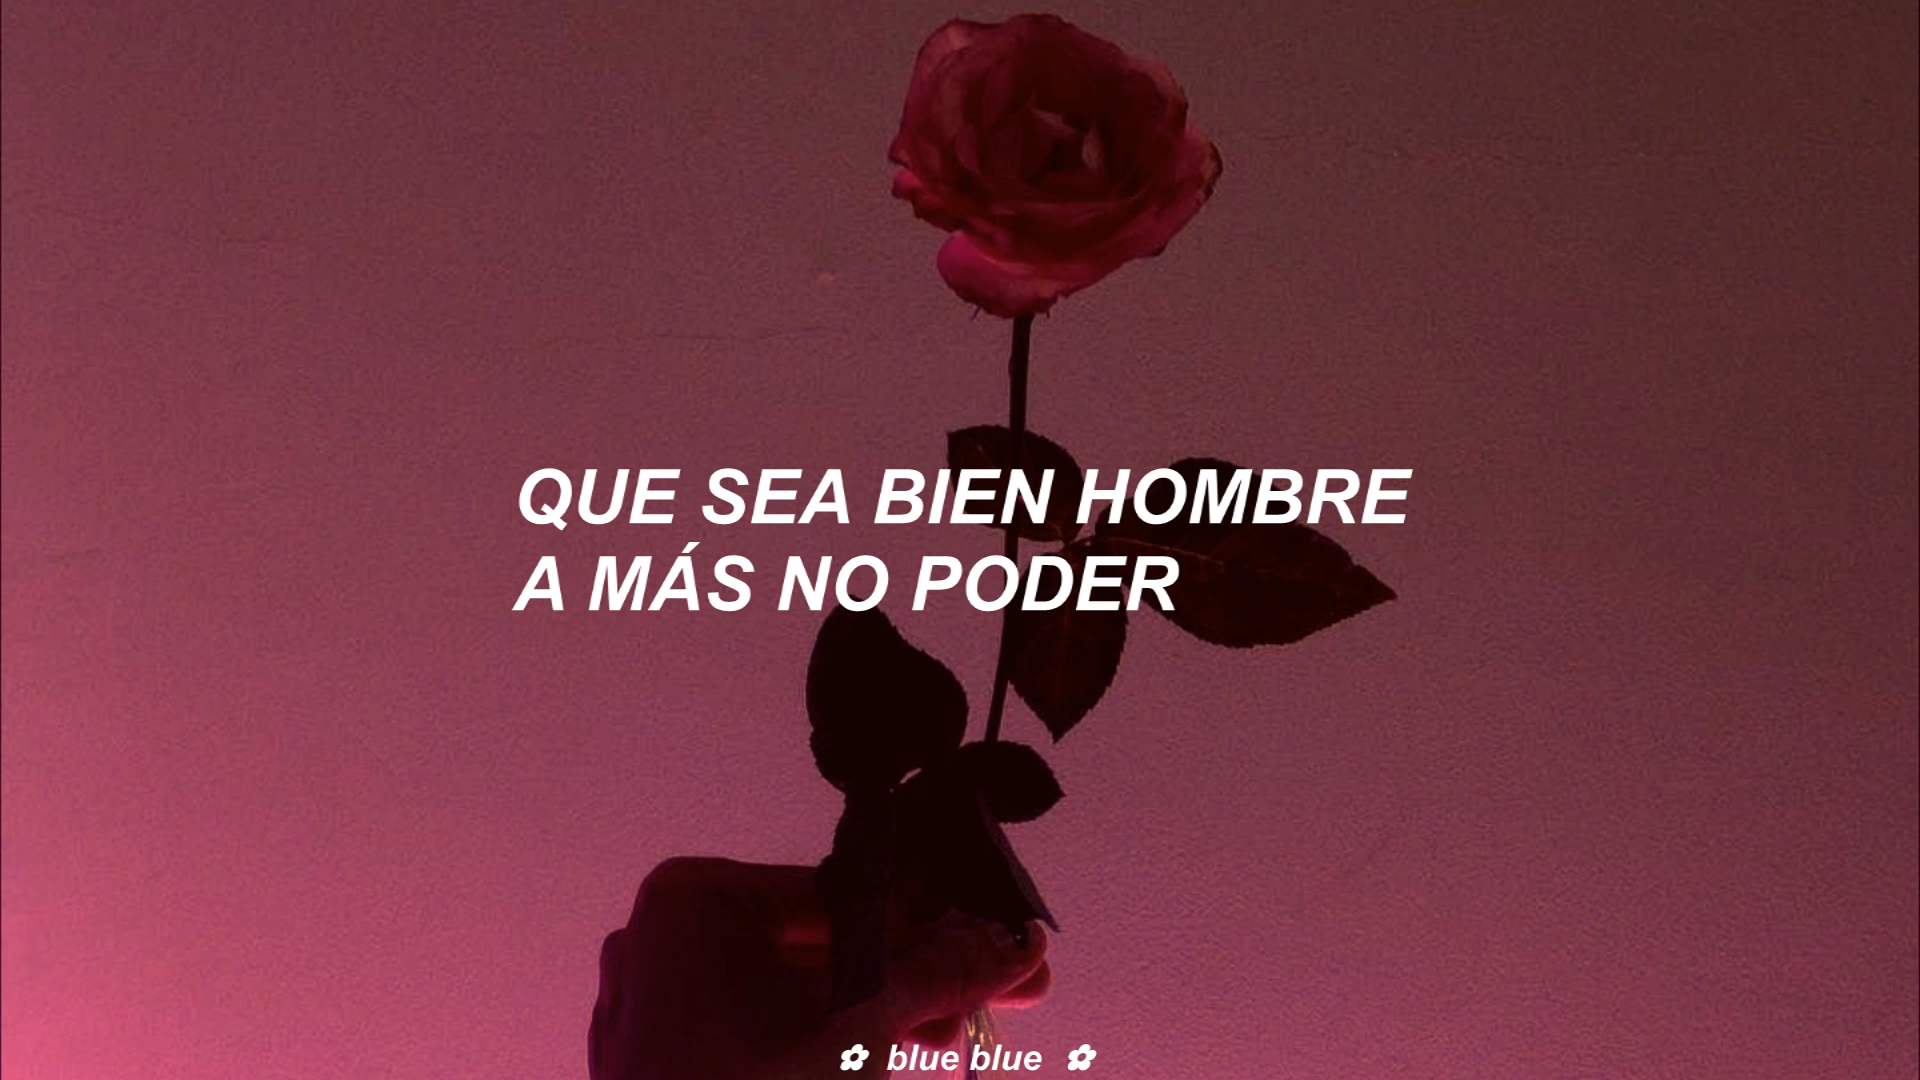 QUE SEA BIEN HOMBRE
A MÁS NO PODER
✿ blue blue ✿